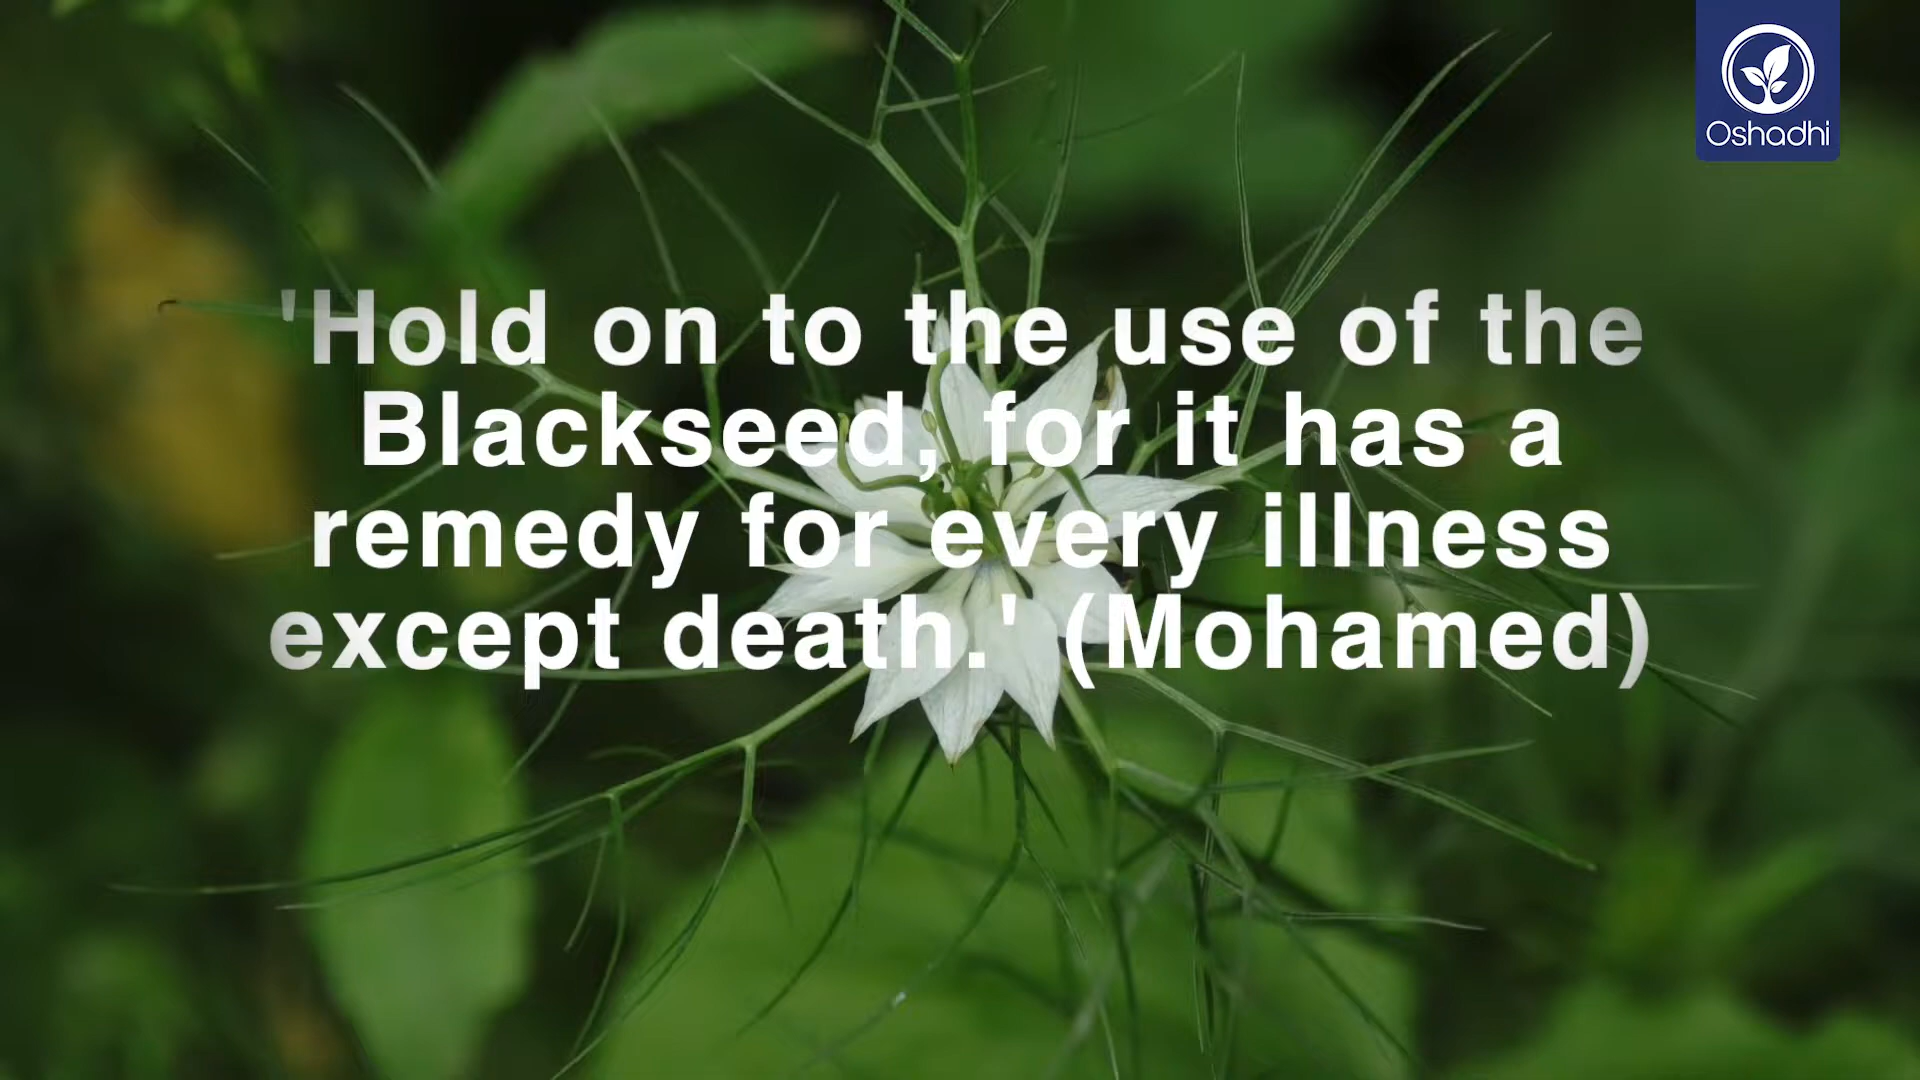 Oshadhi
'Hold on to the use of the
Blackseed, for it has a
remedy for every illness
except death.' (Mohamed)